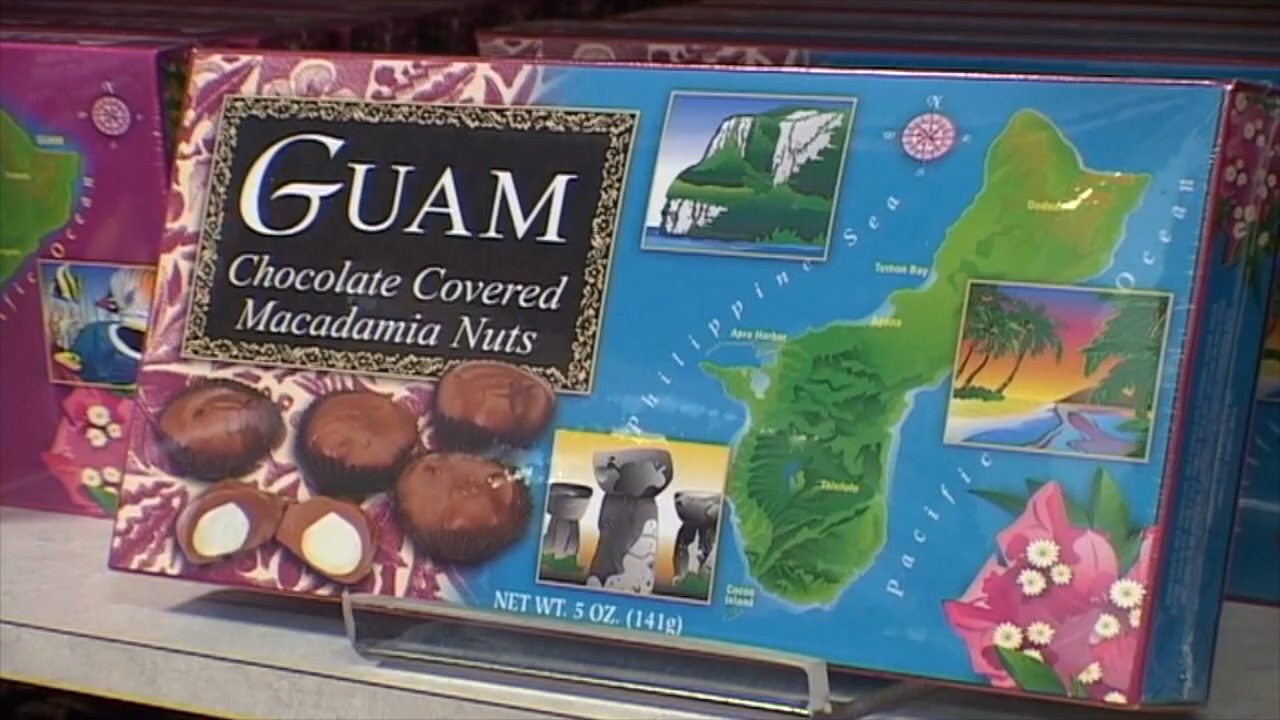 GUAM
Chocolate Covered
Macadamia Nuts
NET WT. 5 OZ. (141g)
N
Philippine Sea
Tumon Bay
Agana
Apra Harbor
Talofofo
Cocos
Island
Pacific Ocean
Ocean